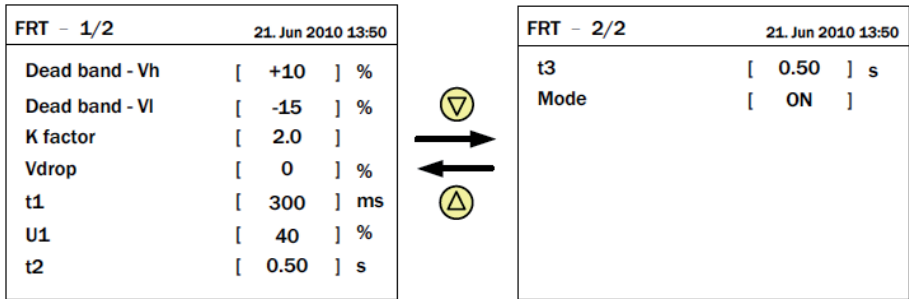 FRT – 1/2 21. Jun 2010 13:50
Dead band - Vh [ +10 ] %
Dead band - Vl [ -15 ] %
K factor [ 2.0 ]
Vdrop [ 0 ] %
t1 [ 300 ] ms
U1 [ 40 ] %
t2 [ 0.50 ] s
FRT – 2/2 21. Jun 2010 13:50
t3 [ 0.50 ] s
Mode [ ON ]